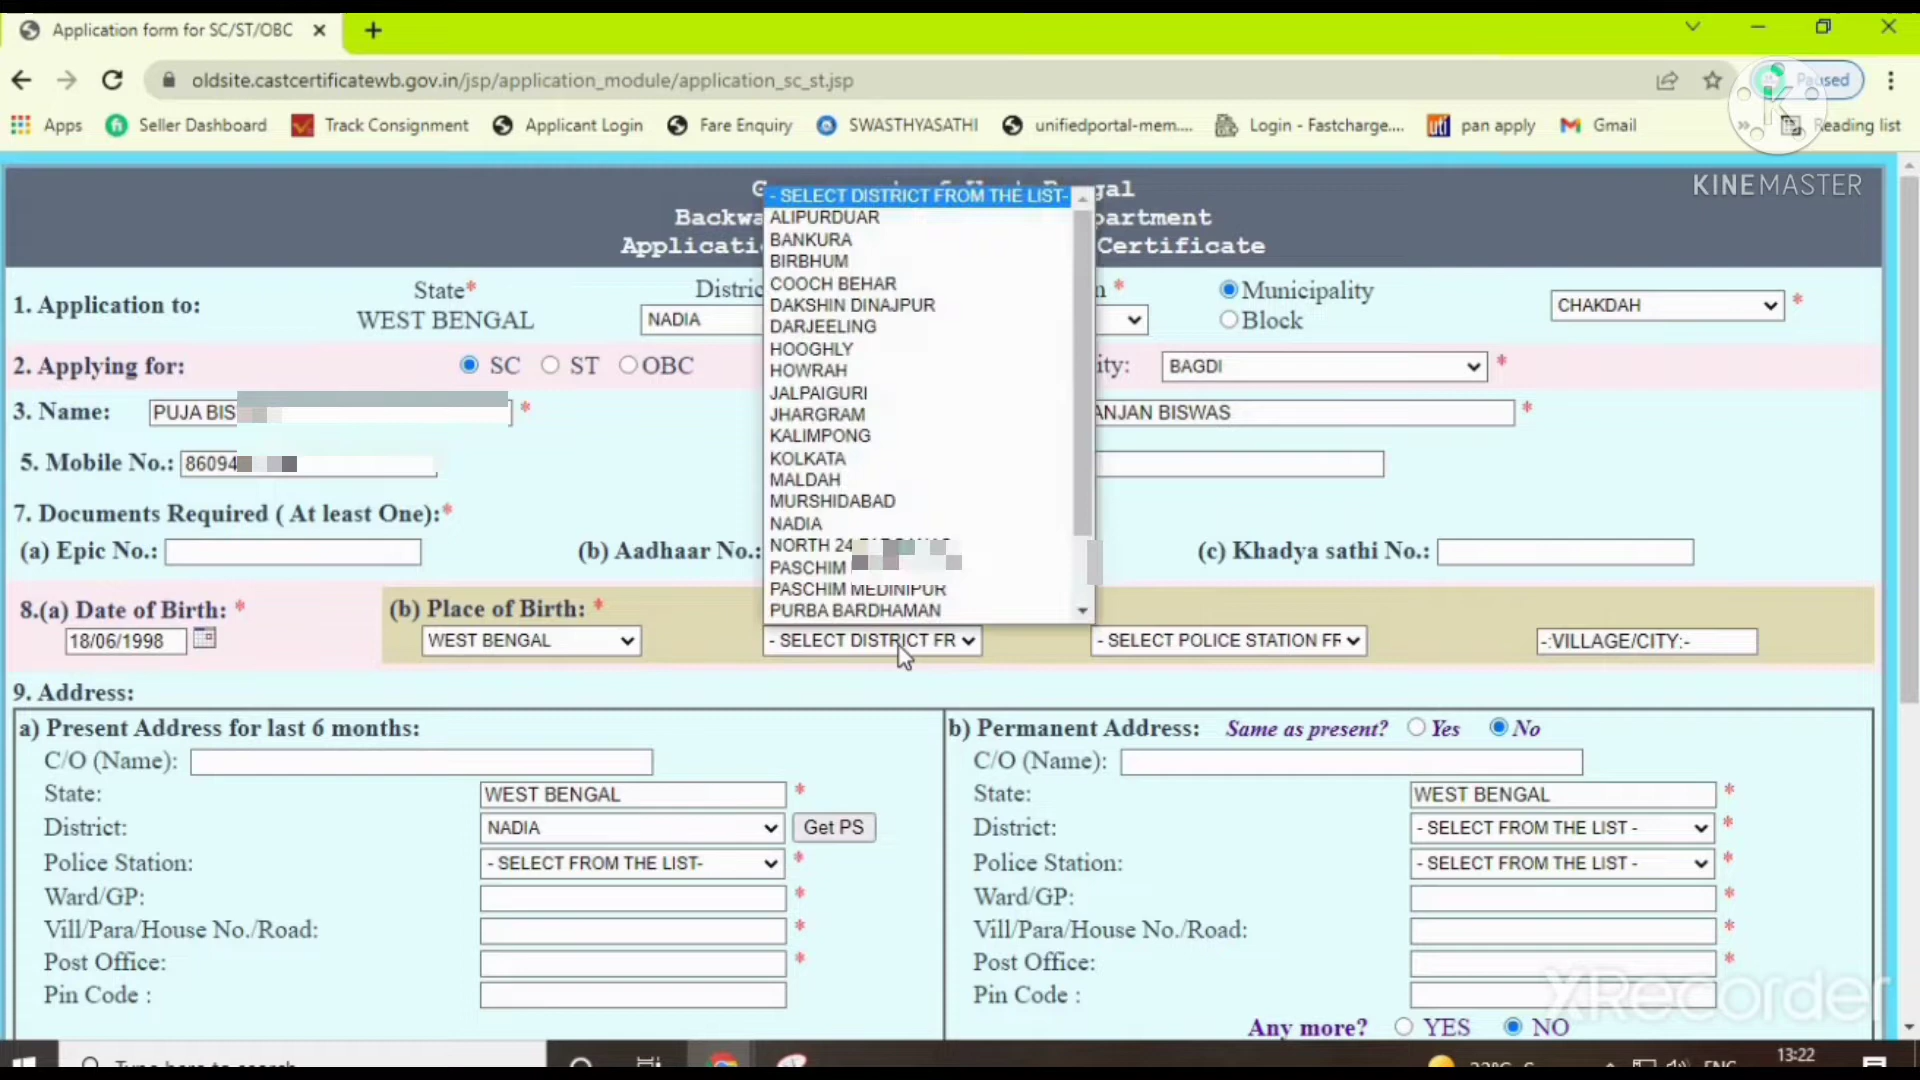 Application form for SC/ST/OBC
oldsite.castcertificatewb.gov.in/jsp/application_module/application_sc_st.jsp
Paused
Apps Seller Dashboard Track Consignment Applicant Login Fare Enquiry SWASTHYASATHI unifiedportal-mem.... Login - Fastcharge.... pan apply Gmail » Reading list
KINEMASTER
Backwa partment
Applicati Certificate
- SELECT DISTRICT FROM THE LIST-
ALIPURDUAR
BANKURA
BIRBHUM
COOCH BEHAR
DAKSHIN DINAJPUR
DARJEELING
HOOGHLY
HOWRAH
JALPAIGURI
JHARGRAM
KALIMPONG
KOLKATA
MALDAH
MURSHIDABAD
NADIA
NORTH 24
PASCHIM
PASCHIM MEDINIPUR
PURBA BARDHAMAN
1. Application to: State* Distric * Municipality
WEST BENGAL NADIA Block CHAKDAH *
2. Applying for: SC ST OBC ity: BAGDI *
3. Name: PUJA BIS * ANJAN BISWAS *
5. Mobile No.: 86094
7. Documents Required ( At least One):*
(a) Epic No.: (b) Aadhaar No.: (c) Khadya sathi No.:
8.(a) Date of Birth: * (b) Place of Birth: *
18/06/1998 WEST BENGAL - SELECT DISTRICT FR - SELECT POLICE STATION FR -:VILLAGE/CITY:-
9. Address:
a) Present Address for last 6 months:
C/O (Name):
State: WEST BENGAL *
District: NADIA Get PS
Police Station: - SELECT FROM THE LIST- *
Ward/GP: *
Vill/Para/House No./Road: *
Post Office: *
Pin Code :
b) Permanent Address: Same as present? Yes No
C/O (Name):
State: WEST BENGAL *
District: - SELECT FROM THE LIST - *
Police Station: - SELECT FROM THE LIST - *
Ward/GP: *
Vill/Para/House No./Road: *
Post Office: *
Pin Code :
Any more? YES NO
XRecorder
Type here to search
13:22